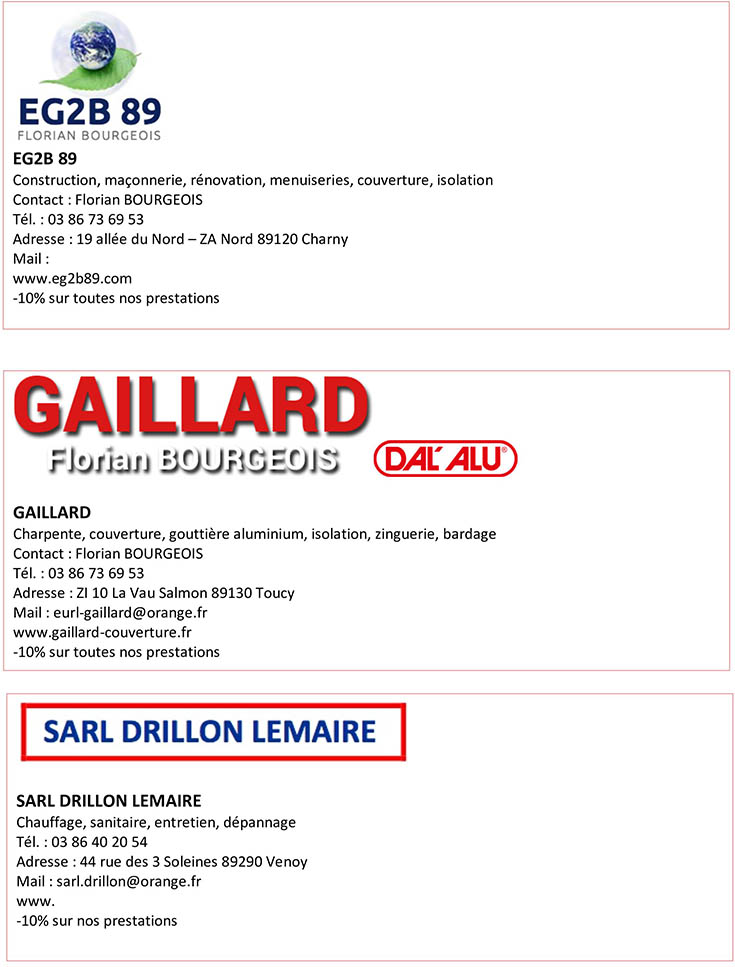 EG2B 89
FLORIAN BOURGEOIS
EG2B 89
Construction, maçonnerie, rénovation, menuiseries, couverture, isolation
Contact : Florian BOURGEOIS
Tél. : 03 86 73 69 53
Adresse : 19 allée du Nord – ZA Nord 89120 Charny
Mail :
www.eg2b89.com
-10% sur toutes nos prestations
GAILLARD
Florian BOURGEOIS
DAL'ALU®
GAILLARD
Charpente, couverture, gouttière aluminium, isolation, zinguerie, bardage
Contact : Florian BOURGEOIS
Tél. : 03 86 73 69 53
Adresse : ZI 10 La Vau Salmon 89130 Toucy
Mail : eurl-gaillard@orange.fr
www.gaillard-couverture.fr
-10% sur toutes nos prestations
SARL DRILLON LEMAIRE
SARL DRILLON LEMAIRE
Chauffage, sanitaire, entretien, dépannage
Tél. : 03 86 40 20 54
Adresse : 44 rue des 3 Soleines 89290 Venoy
Mail : sarl.drillon@orange.fr
www.
-10% sur nos prestations